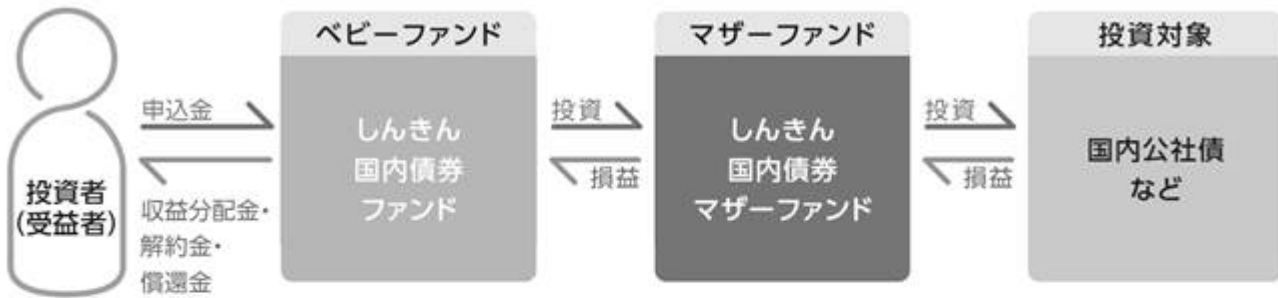 投資者
(受益者)
申込金
収益分配金・
解約金・
償還金
ベビーファンド
しんきん
国内債券
ファンド
投資
損益
マザーファンド
しんきん
国内債券
マザーファンド
投資
損益
投資対象
国内公社債
など